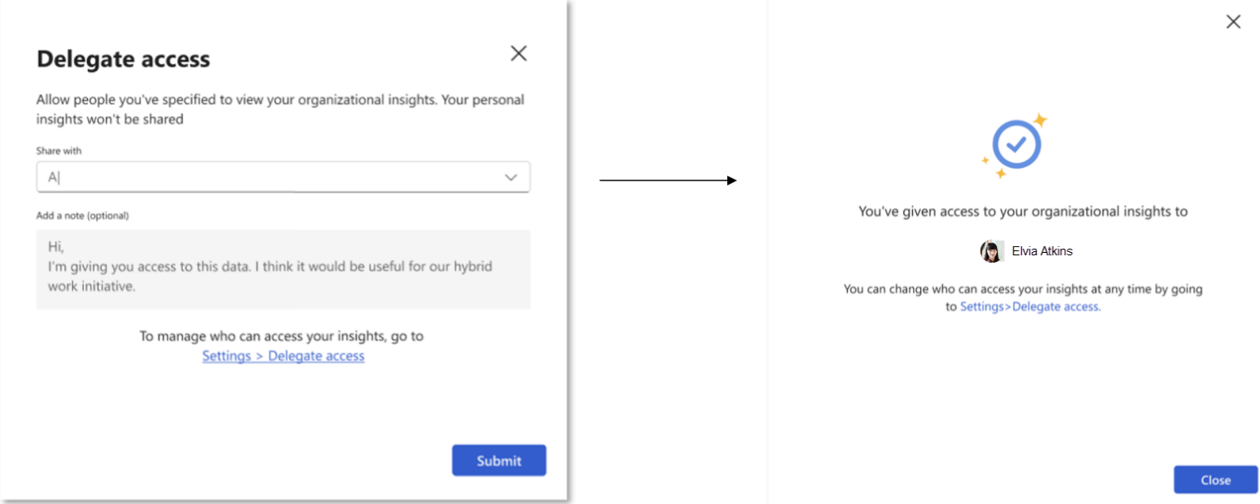 Delegate access
Allow people you've specified to view your organizational insights. Your personal
insights won't be shared
Share with
A|
Add a note (optional)
Hi,
I'm giving you access to this data. I think it would be useful for our hybrid
work initiative.
To manage who can access your insights, go to
Settings > Delegate access
Submit
You've given access to your organizational insights to
Elvia Atkins
You can change who can access your insights at any time by going
to Settings>Delegate access.
Close